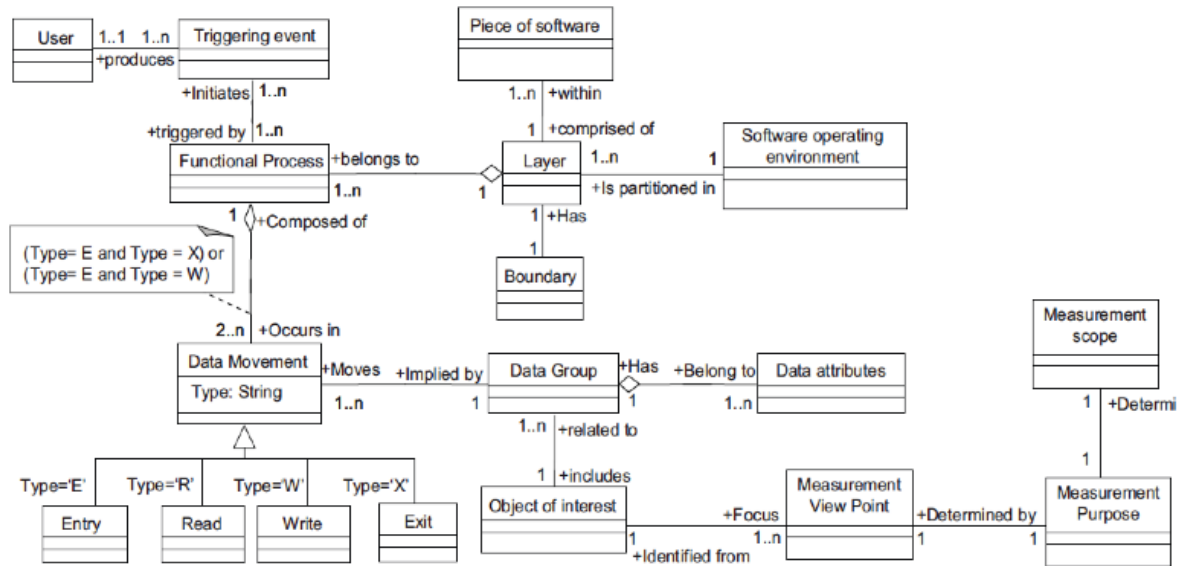 User
1..1
1..n
+produces
Triggering event
Piece of software
+Initiates
1..n
1..n
+within
+triggered by
1..n
1
+comprised of
Functional Process
+belongs to
1..n
1
Layer
1..n
1
+Is partitioned in
Software operating
environment
1
+Composed of
1
+Has
1
Boundary
(Type= E and Type = X) or
(Type= E and Type = W)
2..n
+Occurs in
Data Movement
Type: String
+Moves
1..n
+Implied by
1
Data Group
+Has
1
+Belong to
1..n
Data attributes
Measurement
scope
1
+Determi
1
1..n
+related to
1
+includes
Type='E'
Type='R'
Type='W'
Type='X'
Entry
Read
Write
Exit
Object of interest
1
+Identified from
+Focus
1..n
Measurement
View Point
+Determined by
1
1
Measurement
Purpose